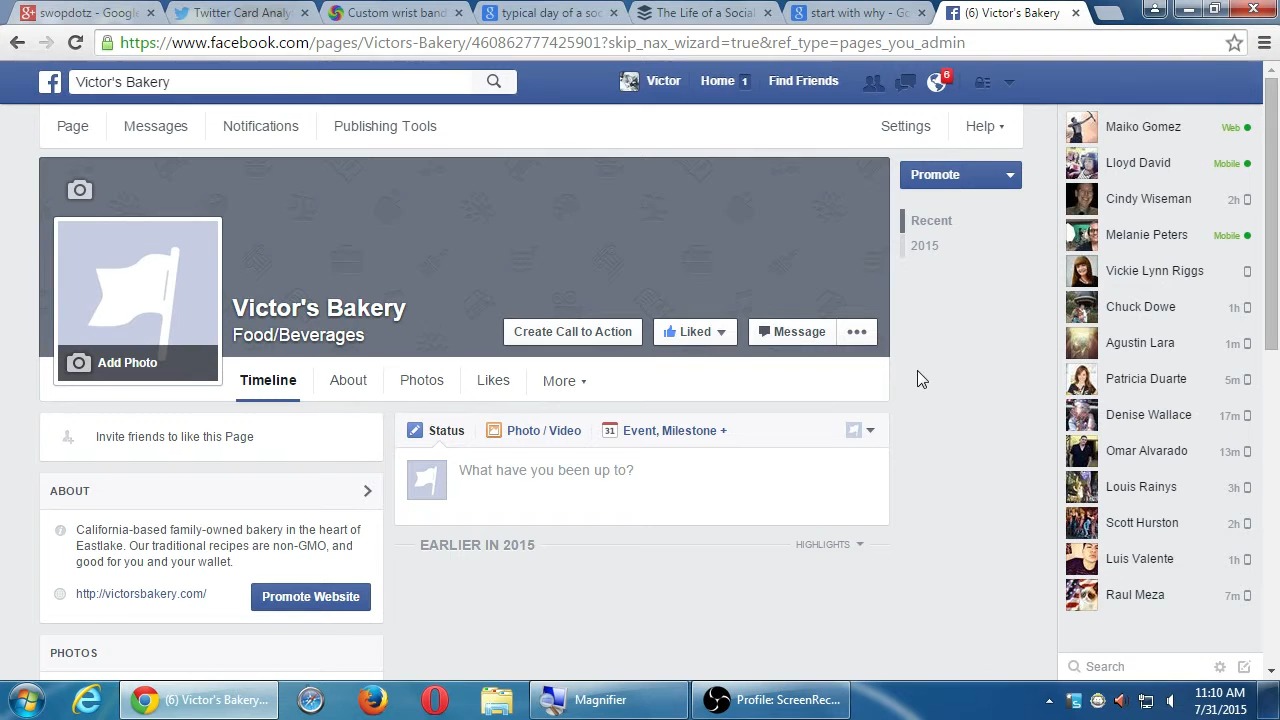 swopdotz - Google
Twitter Card Analy
Custom wrist band
typical day of a soc
The Life of a Social
start with why - Go
(6) Victor's Bakery
https://www.facebook.com/pages/Victors-Bakery/
?skip_nax_wizard=true&ref_type=pages_you_admin
Victor's Bakery
Victor
Home 1
Find Friends
6
Page
Messages
Notifications
Publishing Tools
Settings
Help
Promote
Recent
2015
Victor's Bakery
Food/Beverages
Add Photo
Create Call to Action
Liked
Message
Timeline
About
Photos
Likes
More
Invite friends to like this Page
Status
Photo / Video
31
Event, Milestone +
What have you been up to?
ABOUT
California-based family-owned bakery in the heart of
Eastlake. Our traditional recipes are non-GMO, and
good for you and your wallet.
http://victorsbakery.com/
Promote Website
EARLIER IN 2015
HIGHLIGHTS
PHOTOS
Maiko Gomez Web
Lloyd David Mobile
Cindy Wiseman 2h
Melanie Peters Mobile
Vickie Lynn Riggs
Chuck Dowe 1h
Agustin Lara 1m
Patricia Duarte 5m
Denise Wallace 17m
Omar Alvarado 13m
Louis Rainys 3h
Scott Hurston 2h
Luis Valente 1h
Raul Meza 7m
Search
(6) Victor's Bakery...
Magnifier
Profile: ScreenRec...
11:10 AM
7/31/2015